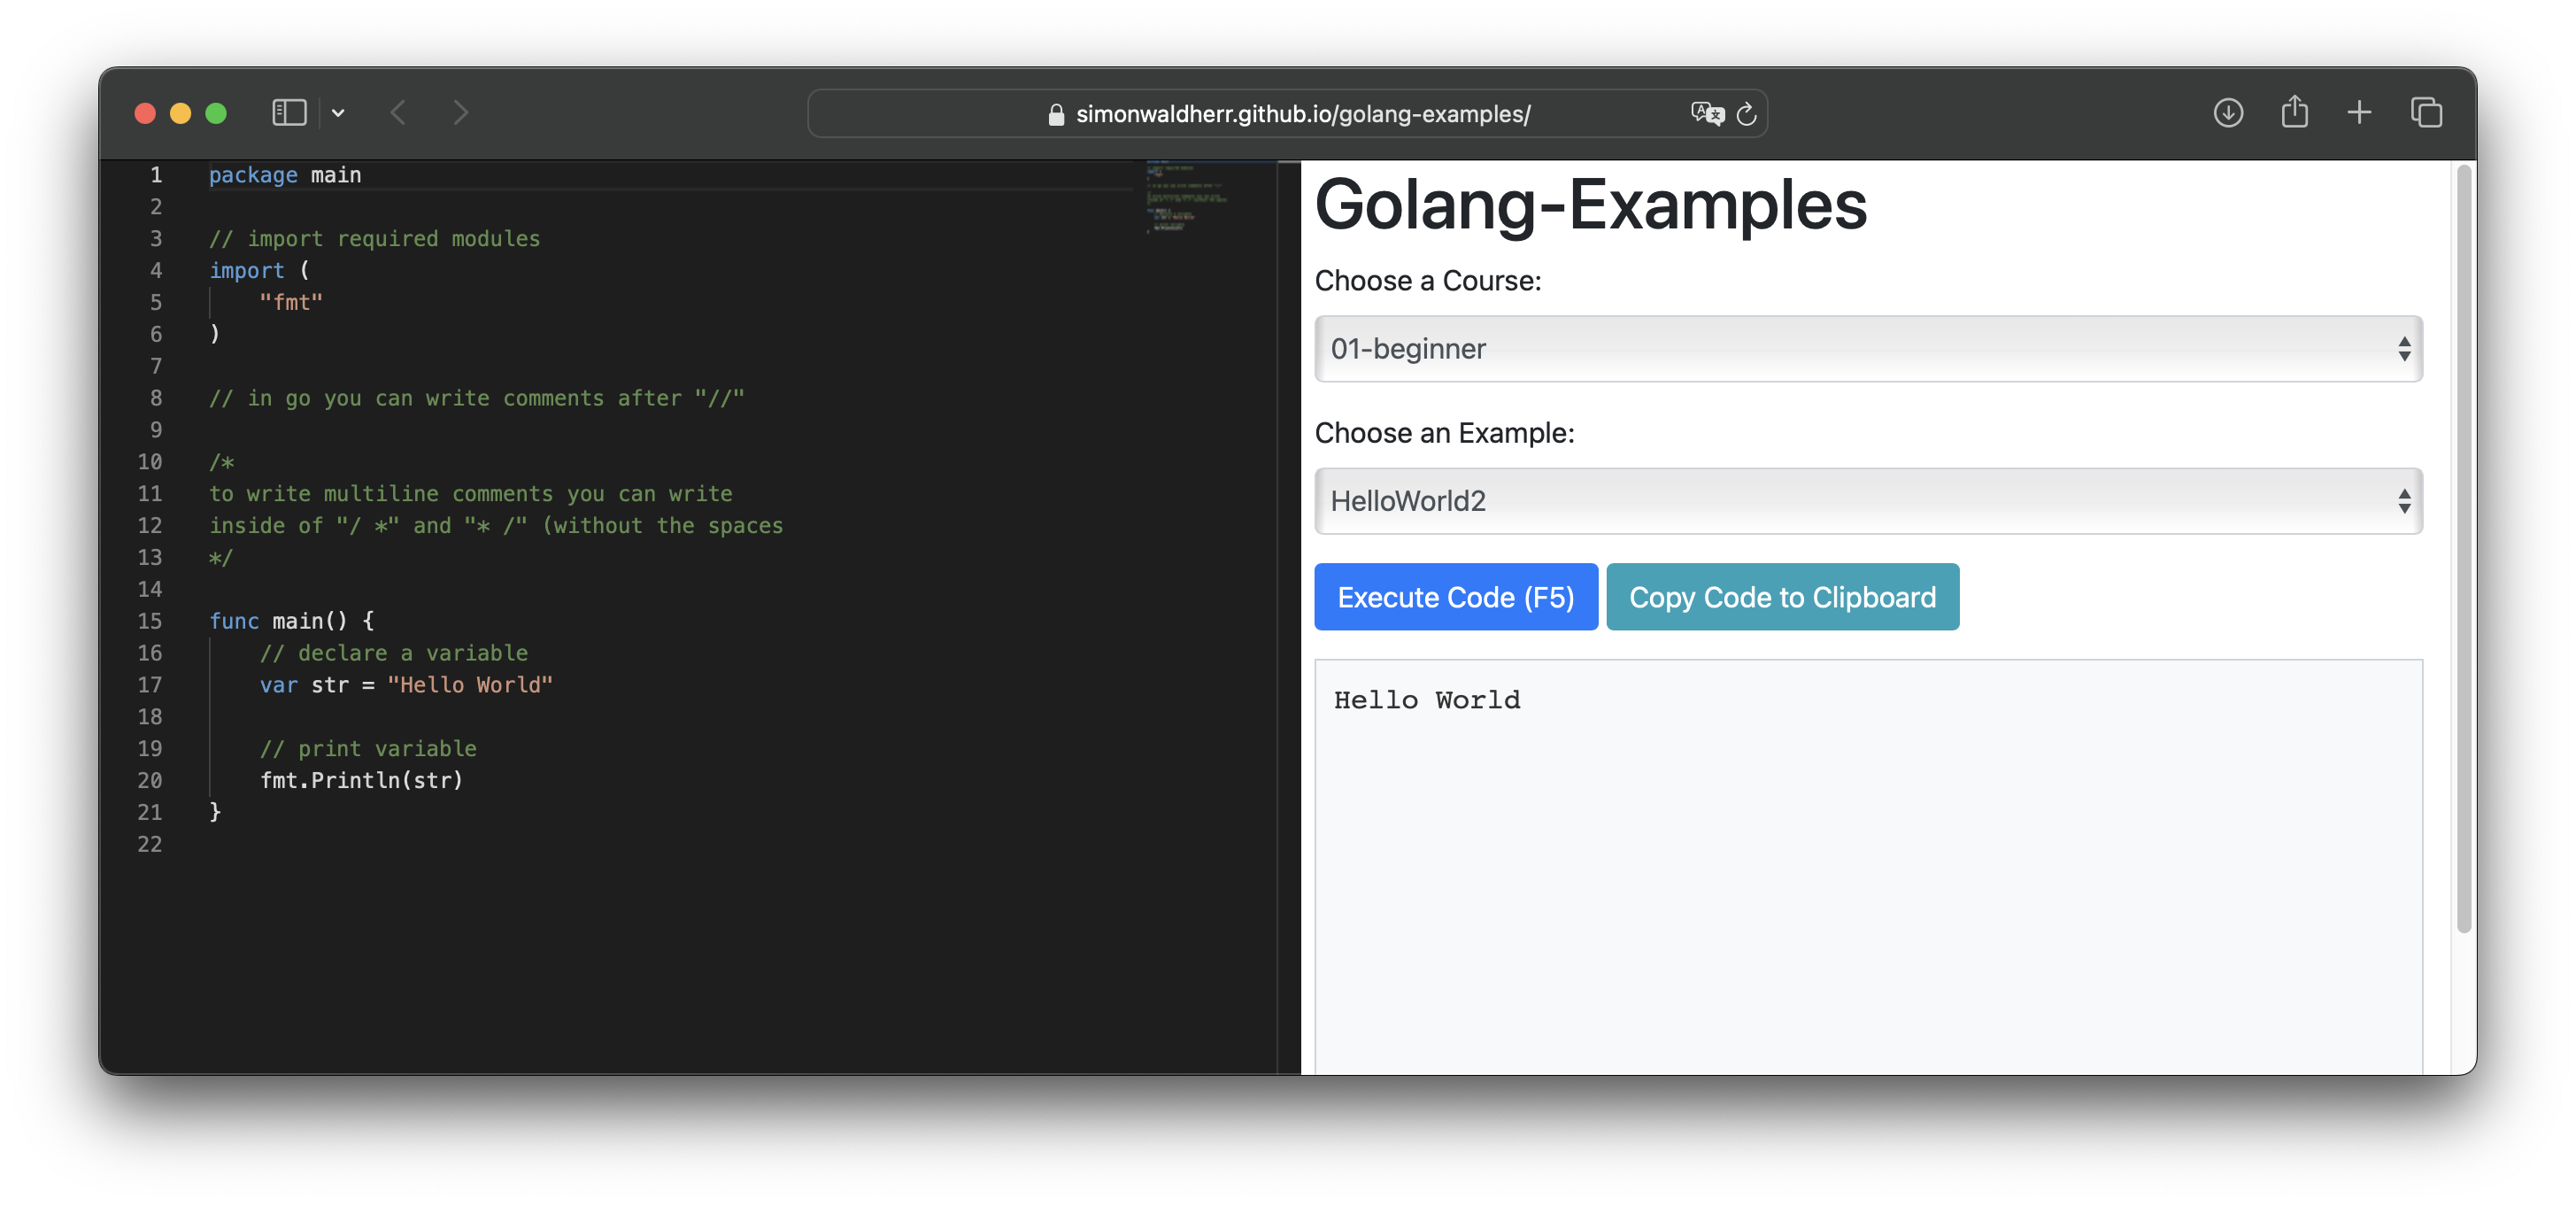 simonwaldherr.github.io/golang-examples/
1 package main
2
3 // import required modules
4 import (
5 "fmt"
6 )
7
8 // in go you can write comments after "//"
9
10 /*
11 to write multiline comments you can write
12 inside of "/ *" and "* /" (without the spaces
13 */
14
15 func main() {
16 // declare a variable
17 var str = "Hello World"
18
19 // print variable
20 fmt.Println(str)
21 }
22
Golang-Examples
Choose a Course:
01-beginner
Choose an Example:
HelloWorld2
Execute Code (F5) Copy Code to Clipboard
Hello World